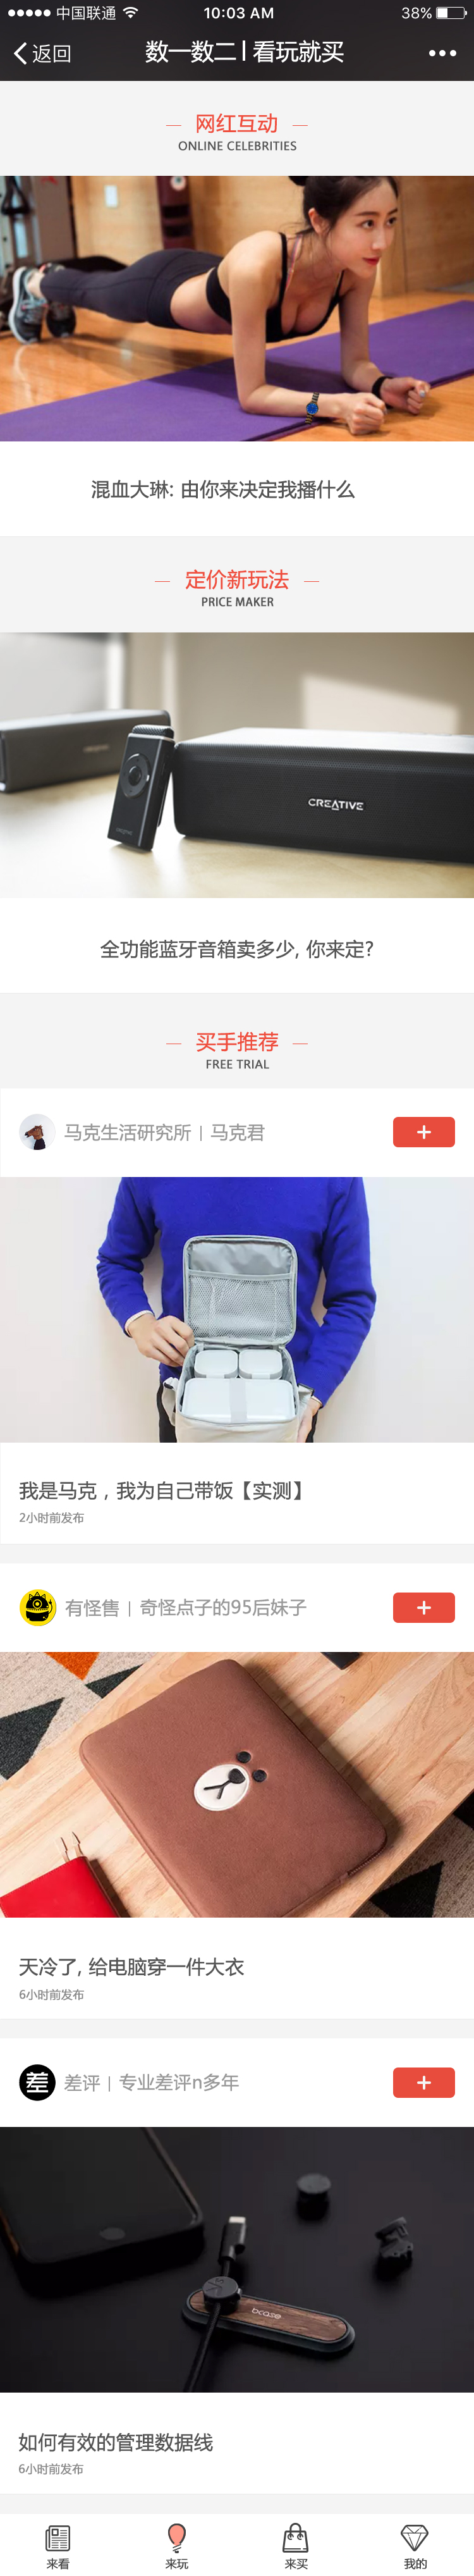 中国联通
10:03 AM
38%
返回
数一数二 | 看玩就买
网红互动
ONLINE CELEBRITIES
混血大琳: 由你来决定我播什么
定价新玩法
PRICE MAKER
CREATIVE
全功能蓝牙音箱卖多少, 你来定?
买手推荐
FREE TRIAL
马克生活研究所 | 马克君
我是马克，我为自己带饭【实测】
2小时前发布
有怪售 | 奇怪点子的95后妹子
天冷了, 给电脑穿一件大衣
6小时前发布
差
差评 | 专业差评n多年
bcase
如何有效的管理数据线
6小时前发布
来看
来玩
来买
我的